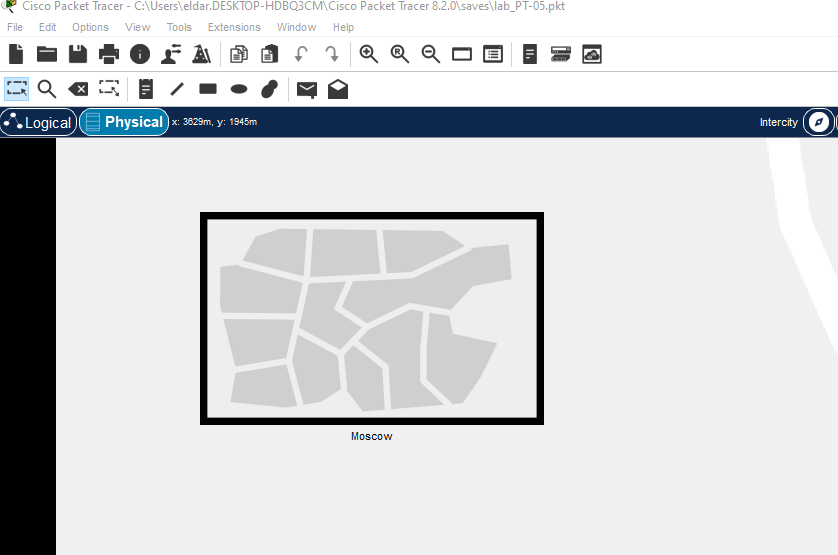 Cisco Packet Tracer - C:\Users\eldar.DESKTOP-HDBQ3CM\Cisco Packet Tracer 8.2.0\saves\lab_PT-05.pkt
File Edit Options View Tools Extensions Window Help
Logical Physical x: 3629m, y: 1945m Intercity
Moscow